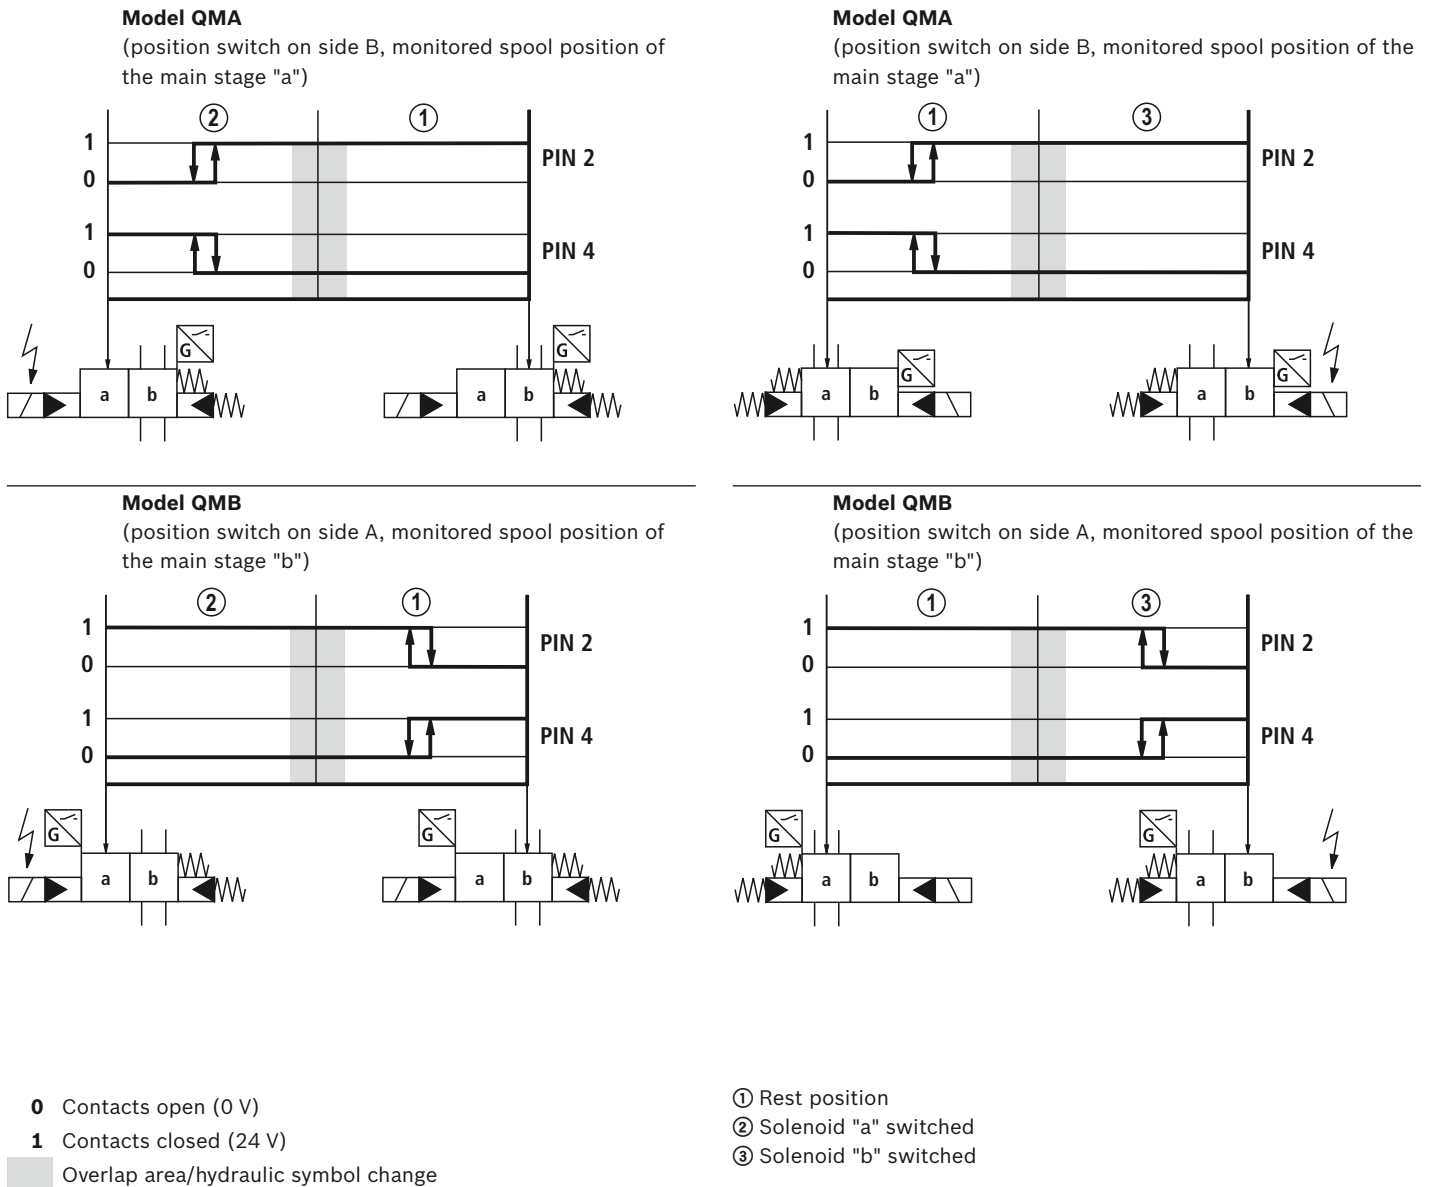 Model QMA
(position switch on side B, monitored spool position of
the main stage "a")
② ①
1
0
PIN 2
1
0
PIN 4
G
a b
G
a b
Model QMA
(position switch on side B, monitored spool position of the
main stage "a")
① ③
1
0
PIN 2
1
0
PIN 4
G
a b
G
a b
Model QMB
(position switch on side A, monitored spool position of
the main stage "b")
② ①
1
0
PIN 2
1
0
PIN 4
G
a b
G
a b
Model QMB
(position switch on side A, monitored spool position of the
main stage "b")
① ③
1
0
PIN 2
1
0
PIN 4
G
a b
G
a b
0 Contacts open (0 V)
1 Contacts closed (24 V)
Overlap area/hydraulic symbol change
① Rest position
② Solenoid "a" switched
③ Solenoid "b" switched